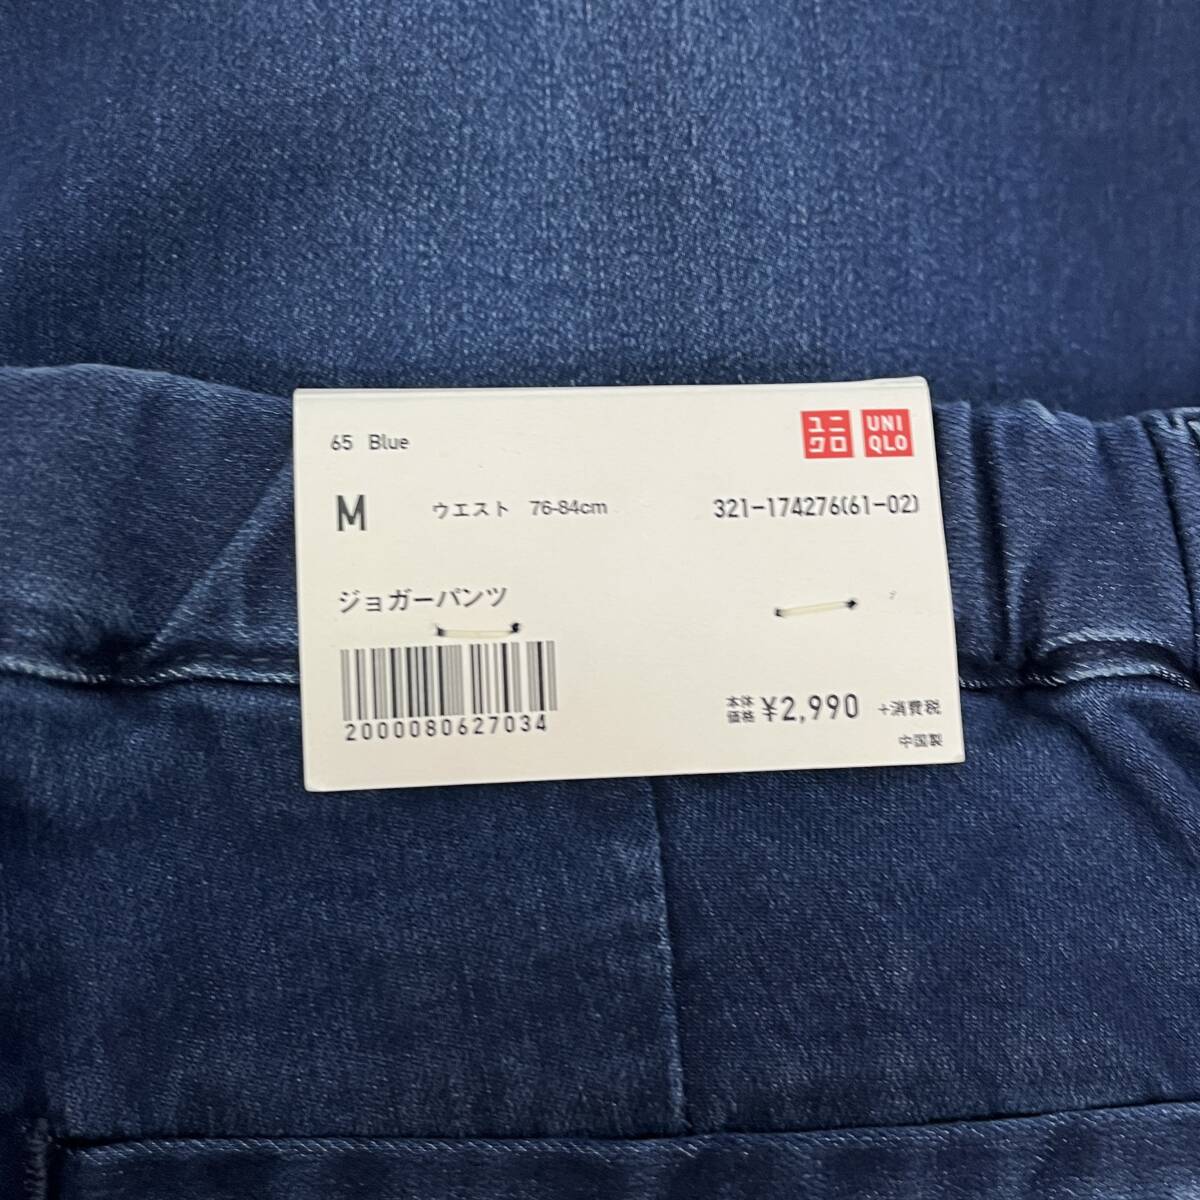 65 Blue
ユニクロ
UNIQLO
M ウエスト 76-84cm
321-174276(61-02)
ジョガーパンツ
2000080627034
本体価格 ¥2,990 +消費税
中国製